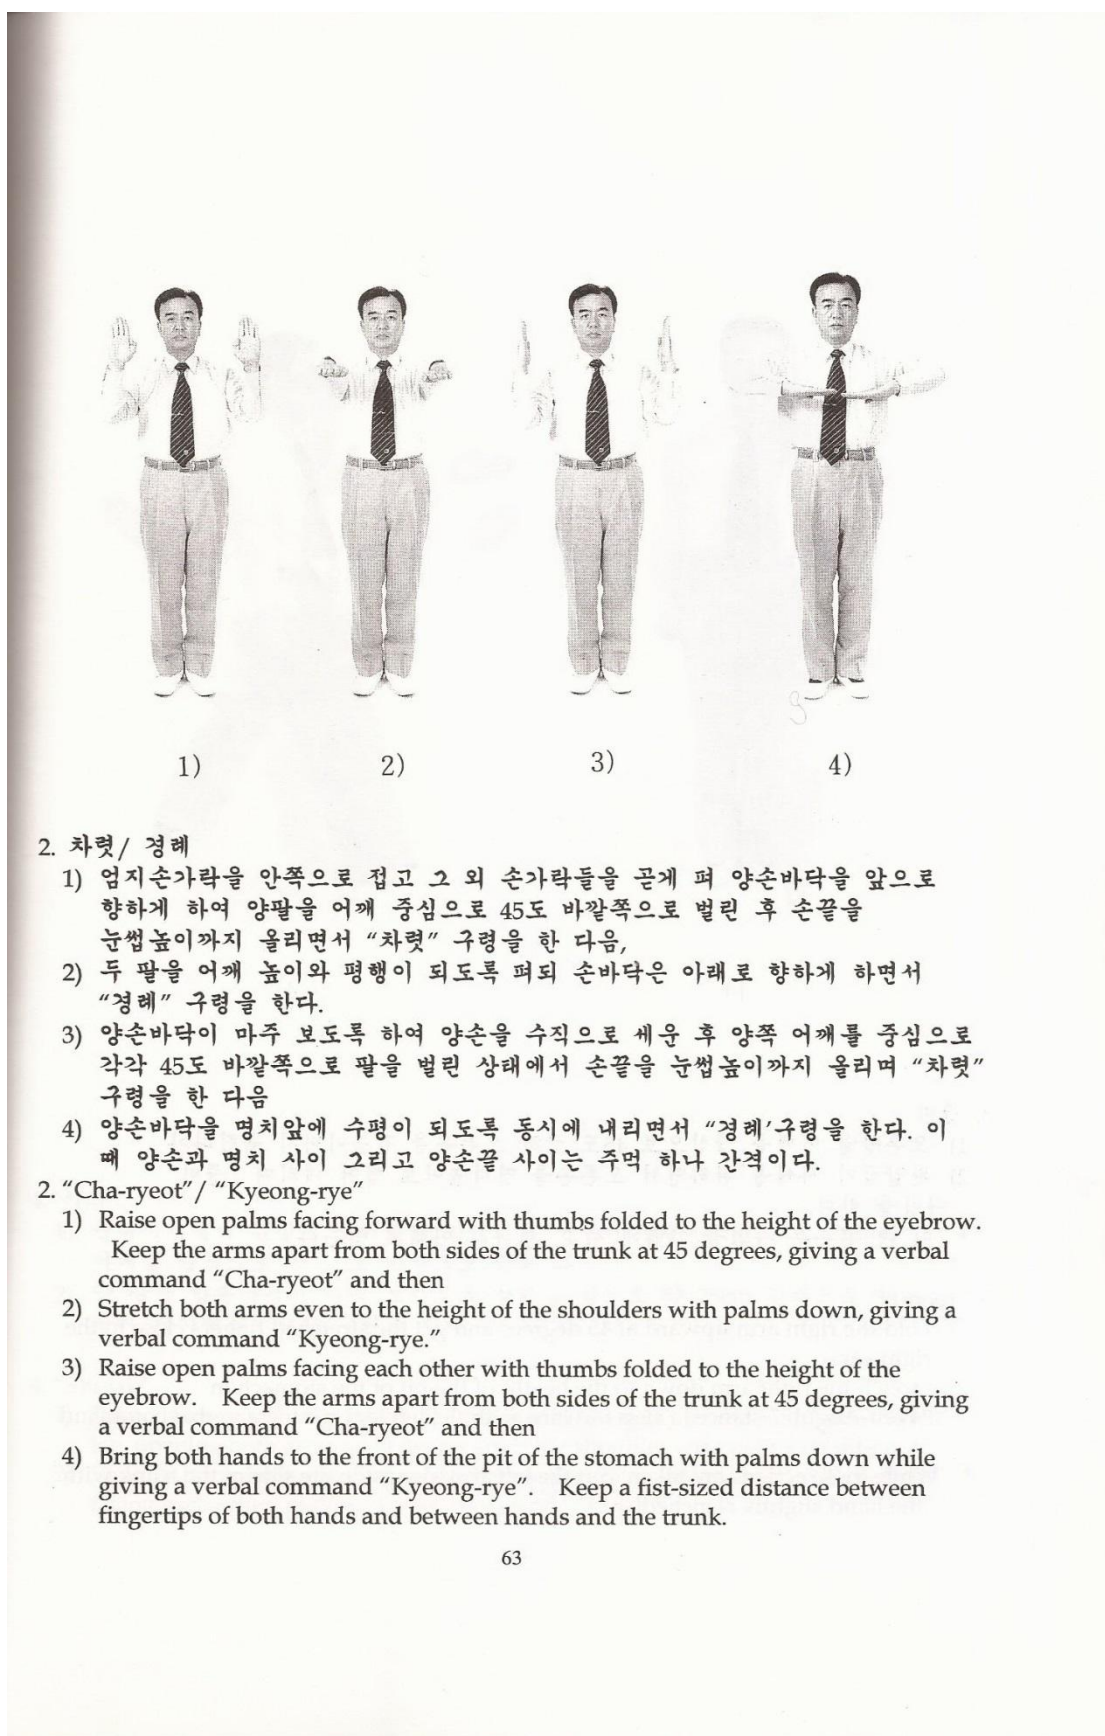 1)
2)
3)
4)
2. 차렷/ 경례
1) 엄지손가락을 안쪽으로 접고 그 외 손가락들을 곧게 펴 양손바닥을 앞으로
향하게 하여 양팔을 어깨 중심으로 45도 바깥쪽으로 벌린 후 손끝을
눈썹높이까지 올리면서 “차렷” 구령을 한 다음,
2) 두 팔을 어깨 높이와 평행이 되도록 펴되 손바닥은 아래로 향하게 하면서
“경례” 구령을 한다.
3) 양손바닥이 마주 보도록 하여 양손을 수직으로 세운 후 양쪽 어깨를 중심으로
각각 45도 바깥쪽으로 팔을 벌린 상태에서 손끝을 눈썹높이까지 올리며 “차렷”
구령을 한 다음
4) 양손바닥을 명치앞에 수평이 되도록 동시에 내리면서 “경례’구령을 한다. 이
때 양손과 명치 사이 그리고 양손끝 사이는 주먹 하나 간격이다.
2. “Cha-ryeot”/ “Kyeong-rye”
1) Raise open palms facing forward with thumbs folded to the height of the eyebrow.
Keep the arms apart from both sides of the trunk at 45 degrees, giving a verbal
command “Cha-ryeot” and then
2) Stretch both arms even to the height of the shoulders with palms down, giving a
verbal command “Kyeong-rye.”
3) Raise open palms facing each other with thumbs folded to the height of the
eyebrow. Keep the arms apart from both sides of the trunk at 45 degrees, giving
a verbal command “Cha-ryeot” and then
4) Bring both hands to the front of the pit of the stomach with palms down while
giving a verbal command “Kyeong-rye”. Keep a fist-sized distance between
fingertips of both hands and between hands and the trunk.
63